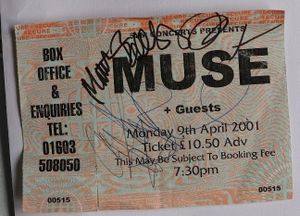 CONCERTS PRESENTS
BOX
OFFICE
&
ENQUIRIES
TEL:
01603
508050
MUSE
+ Guests
Monday 9th April 2001
Ticket £10.50 Adv
This May Be Subject To Booking Fee
7:30pm
00515
00515